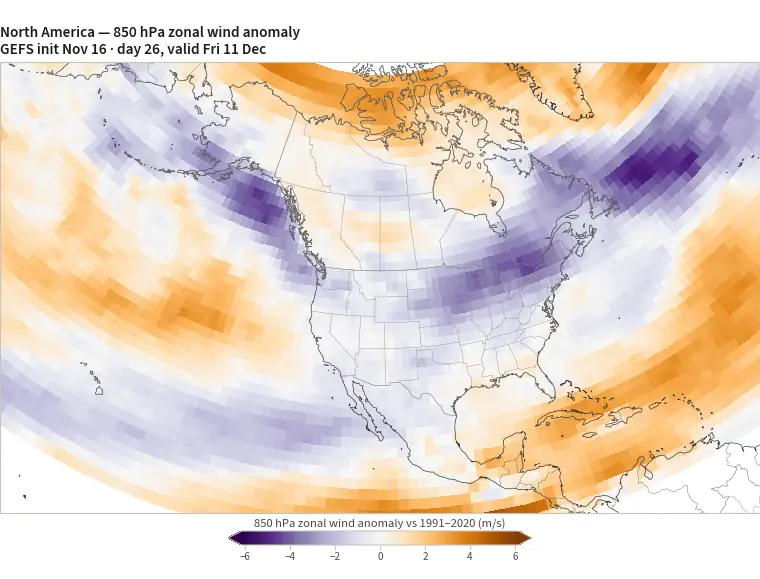 North America — 850 hPa zonal wind anomaly
GEFS init Nov 16 · day 26, valid Fri 11 Dec
850 hPa zonal wind anomaly vs 1991–2020 (m/s)
−6 −4 −2 0 2 4 6